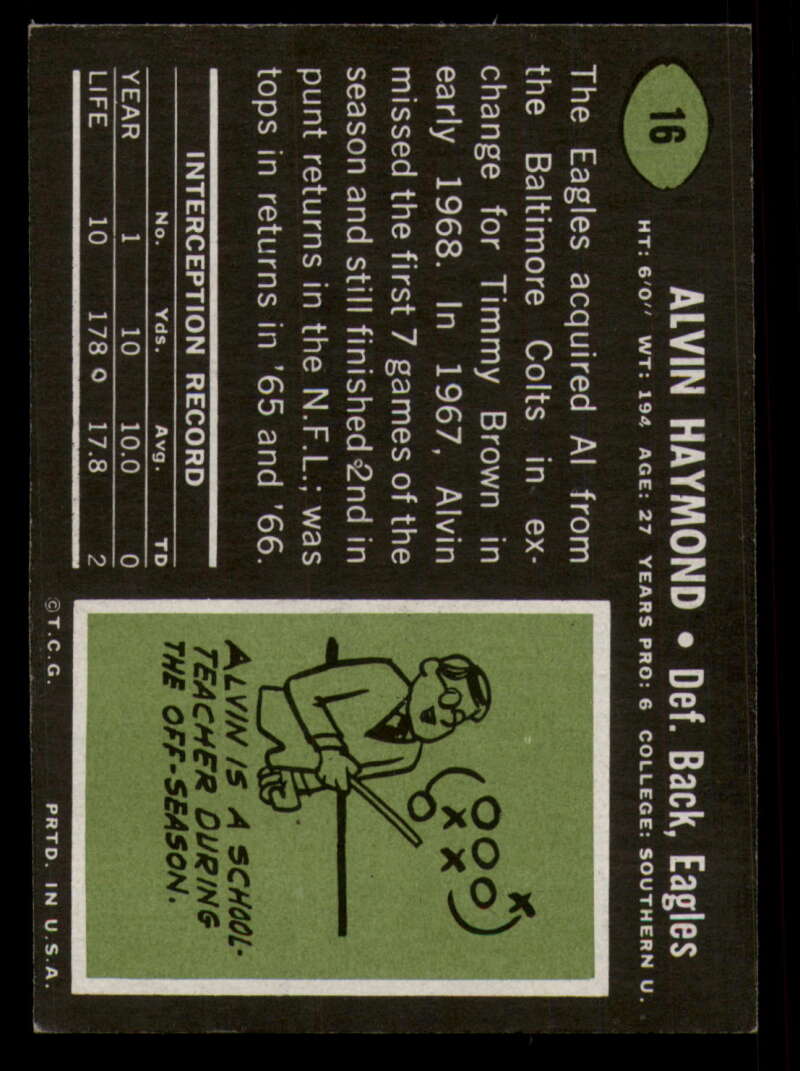 16
ALVIN HAYMOND • Def. Back, Eagles
HT: 6'0" WT: 194 AGE: 27 YEARS PRO: 6 COLLEGE: SOUTHERN U.
The Eagles acquired Al from
the Baltimore Colts in ex-
change for Timmy Brown in
early 1968. In 1967, Alvin
missed the first 7 games of the
season and still finished 2nd in
punt returns in the N.F.L.; was
tops in returns in '65 and '66.
INTERCEPTION RECORD
No. Yds. Avg. TD
YEAR 1 10 10.0 0
LIFE 10 178 17.8 2
ALVIN IS A SCHOOL-
TEACHER DURING
THE OFF-SEASON.
©T.C.G. PRTD. IN U.S.A.